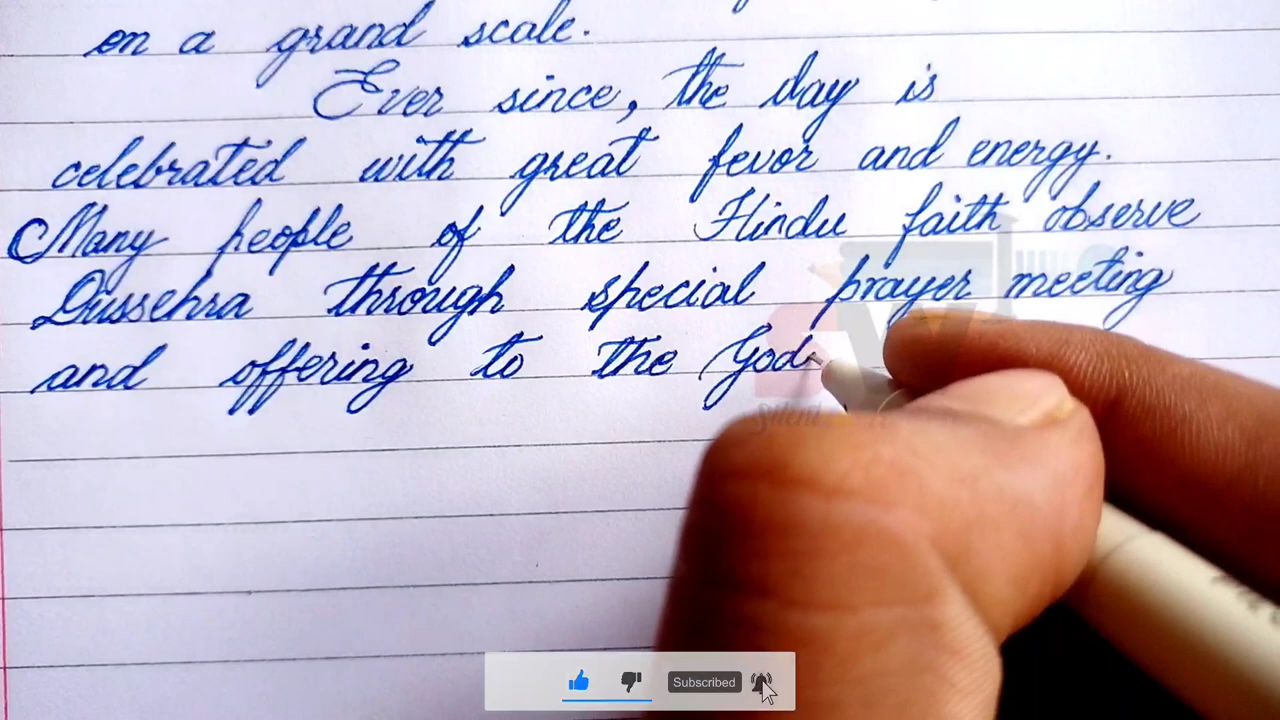 on a grand scale.
Ever since, the day is
celebrated with great fevor and energy.
Many people of the Hindu faith observe
Dussehra through special prayer meeting
and offering to the God
Subscribed